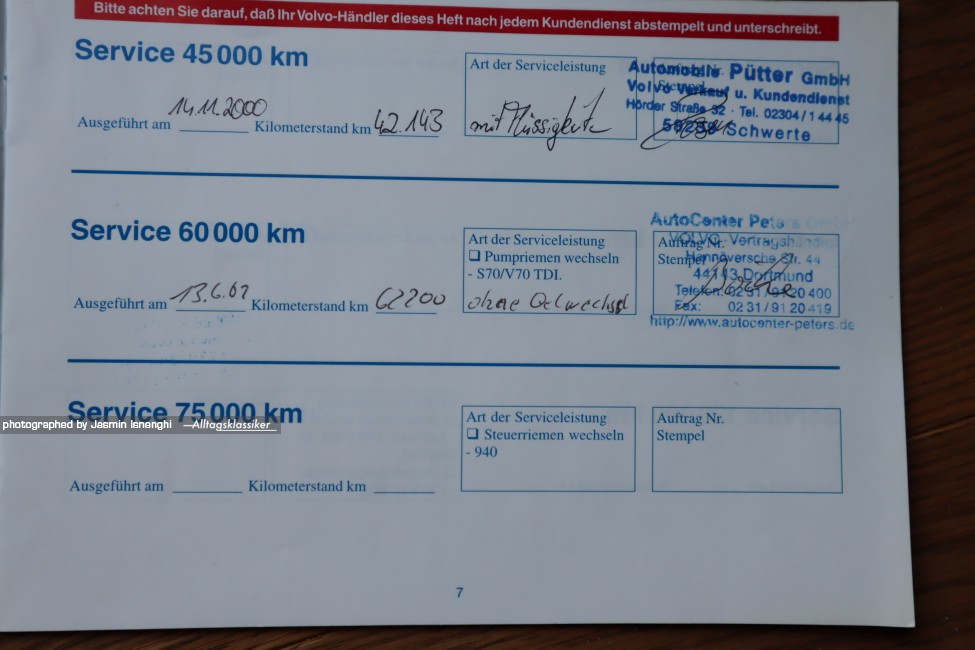 Bitte achten Sie darauf, daß Ihr Volvo-Händler dieses Heft nach jedem Kundendienst abstempelt und unterschreibt.
Service 45 000 km
Ausgeführt am 14.11.2000 Kilometerstand km 42.143
Art der Serviceleistung
mit Flüssigkeite
Automobile Pütter GmbH
Volvo Verkauf u. Kundendienst
Hörder Straße 32 · Tel. 02304/1 44 45
Schwerte
Service 60 000 km
Ausgeführt am 13.6.02 Kilometerstand km 62200
Art der Serviceleistung
❏ Pumpriemen wechseln
- S70/V70 TDI.
ohne Oelwechsel
Auftrag Nr.
Stempel
AutoCenter Peters GmbH
VOLVO Vertragshändler
Hannoversche Str. 44
44143 Dortmund
Telefon: 02 31/91 20 400
Fax: 02 31/91 20 419
http://www.autocenter-peters.de
Service 75 000 km
photographed by Jasmin Isnenghi —Alltagsklassiker
Ausgeführt am Kilometerstand km
Art der Serviceleistung
❏ Steuerriemen wechseln
- 940
Auftrag Nr.
Stempel
7